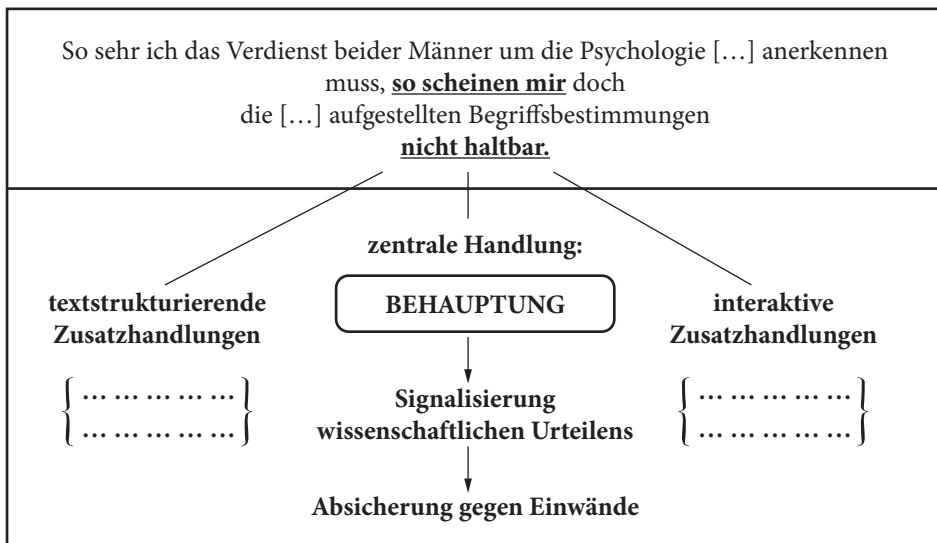 So sehr ich das Verdienst beider Männer um die Psychologie […] anerkennen
muss, so scheinen mir doch
die […] aufgestellten Begriffsbestimmungen
nicht haltbar.
zentrale Handlung:
textstrukturierende
Zusatzhandlungen
BEHAUPTUNG
interaktive
Zusatzhandlungen
{ … … … … … }
{ … … … … … }
Signalisierung
wissenschaftlichen Urteilens
{ … … … … … }
{ … … … … … }
Absicherung gegen Einwände